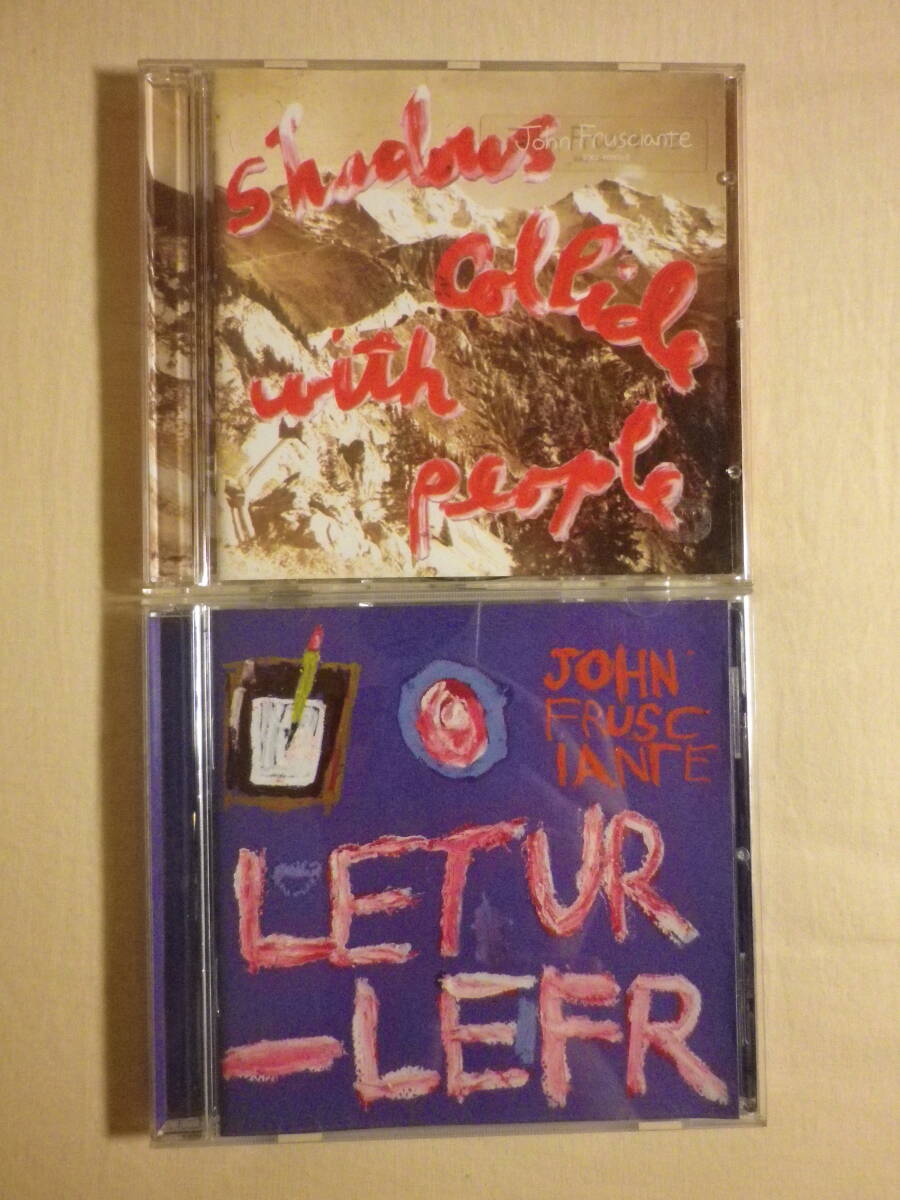 John Frusciante
shadows
collide
with
people
JOHN
FRUSC
IANTE
LETUR
-LEFR